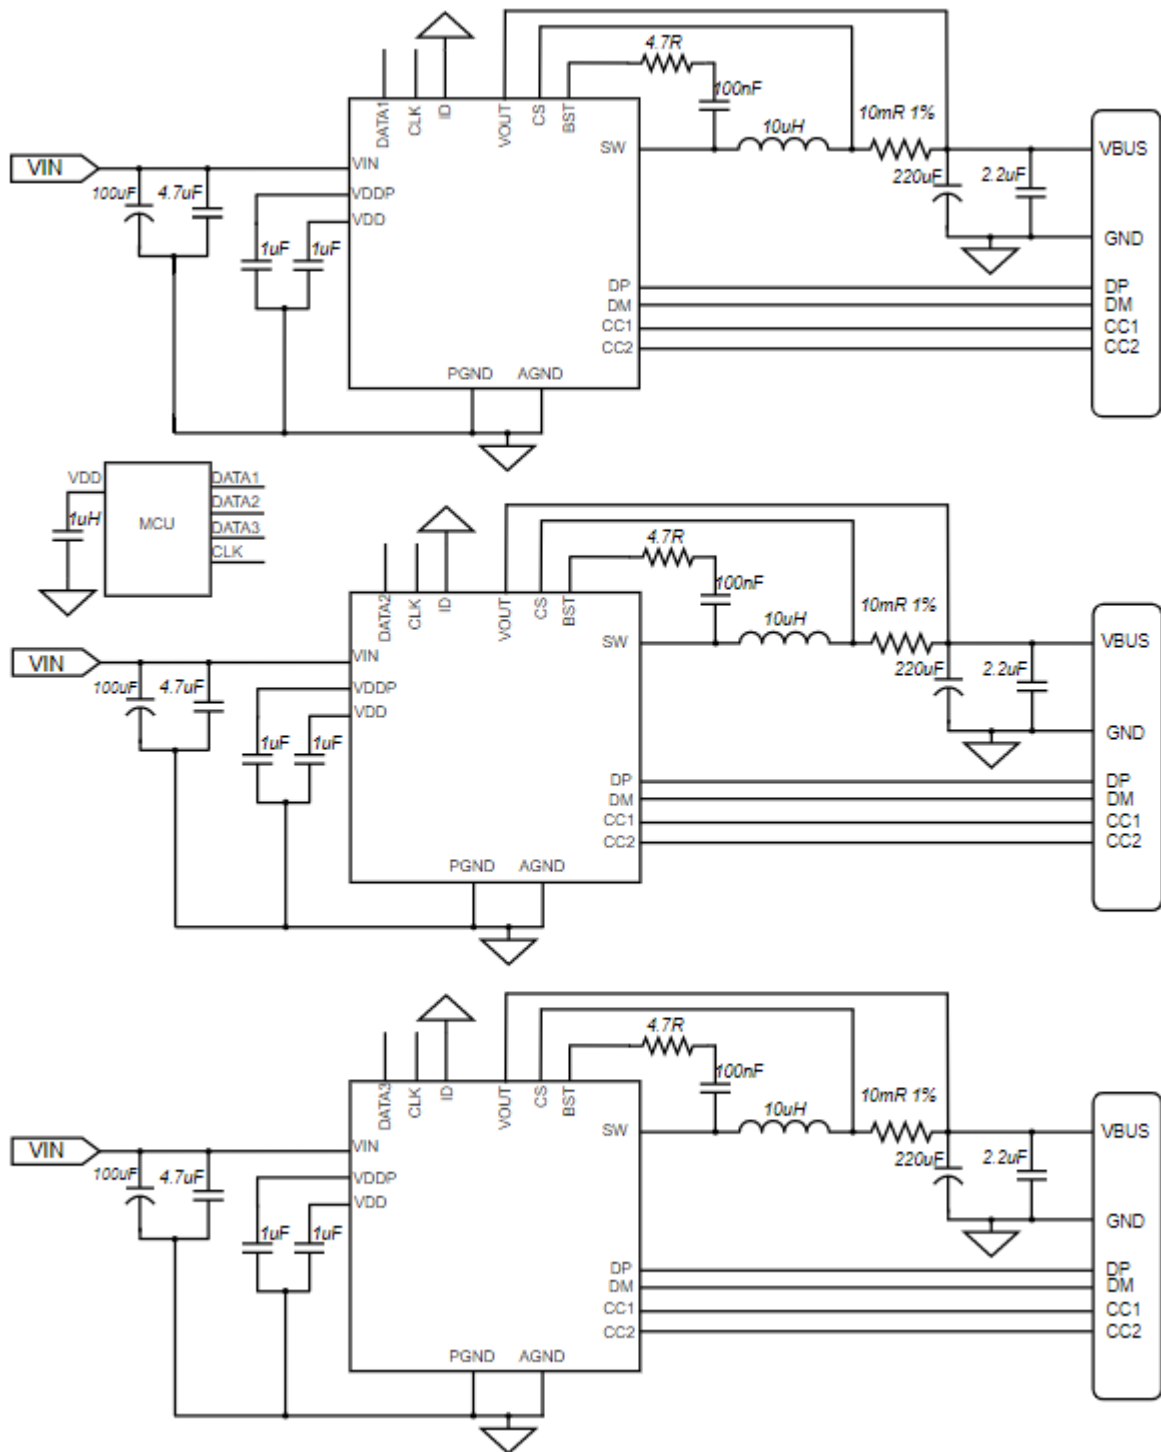 4.7R
100nF
DATA1
CLK
ID
VOUT
CS
BST
10uH
10mR 1%
SW
VBUS
VIN
VIN
100uF
4.7uF
VDDP
VDD
220uF
2.2uF
1uF
1uF
GND
DP
DM
CC1
CC2
DP
DM
CC1
CC2
PGND
AGND
VDD
1uH
MCU
DATA1
DATA2
DATA3
CLK
4.7R
100nF
DATA2
CLK
ID
VOUT
CS
BST
10uH
10mR 1%
SW
VBUS
VIN
VIN
100uF
4.7uF
VDDP
VDD
220uF
2.2uF
1uF
1uF
GND
DP
DM
CC1
CC2
DP
DM
CC1
CC2
PGND
AGND
4.7R
100nF
DATA3
CLK
ID
VOUT
CS
BST
10uH
10mR 1%
SW
VBUS
VIN
VIN
100uF
4.7uF
VDDP
VDD
220uF
2.2uF
1uF
1uF
GND
DP
DM
CC1
CC2
DP
DM
CC1
CC2
PGND
AGND